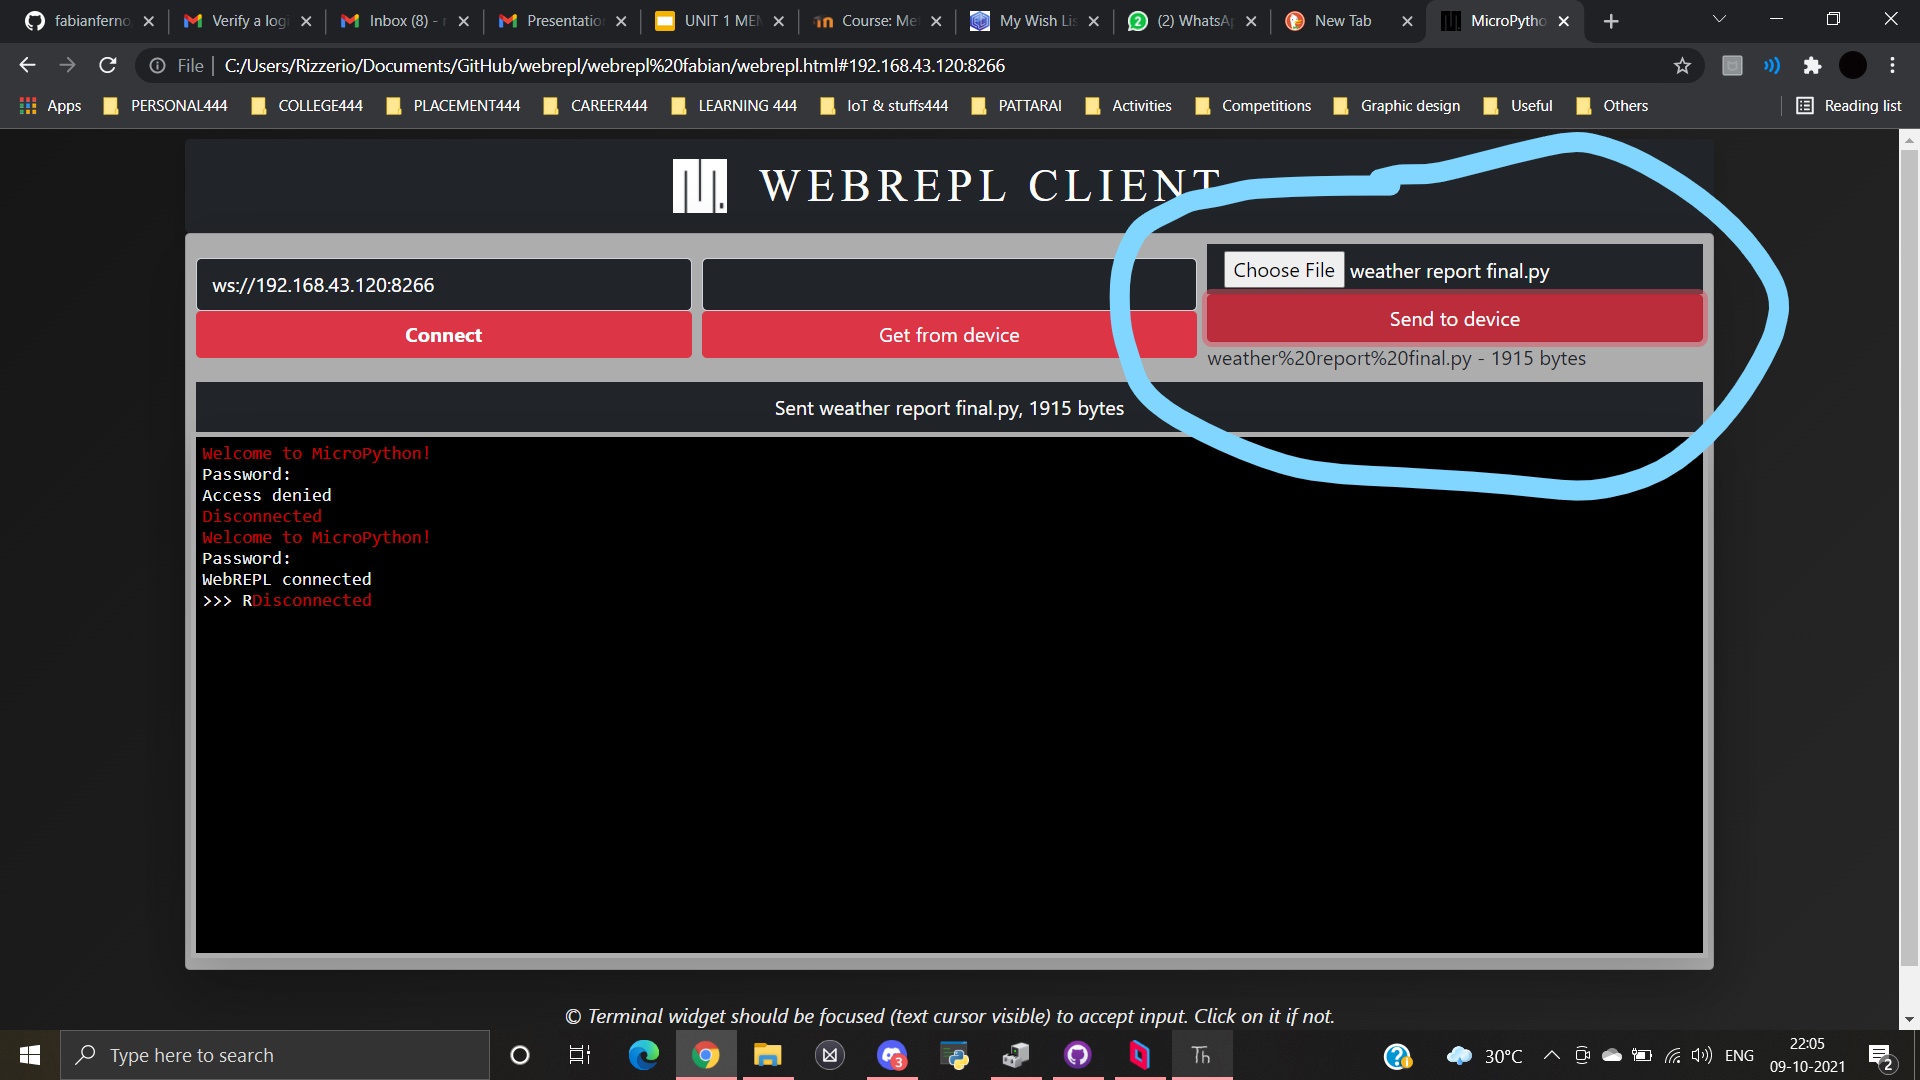 fabianferno
Verify a logi
Inbox (8) - r
Presentatio
UNIT 1 MEM
Course: Me
My Wish Lis
(2) WhatsAp
New Tab
MicroPytho
File
C:/Users/Rizzerio/Documents/GitHub/webrepl/webrepl%20fabian/webrepl.html#192.168.43.120:8266
Apps
PERSONAL444
COLLEGE444
PLACEMENT444
CAREER444
LEARNING 444
IoT & stuffs444
PATTARAI
Activities
Competitions
Graphic design
Useful
Others
Reading list
WEBREPL CLIENT
ws://192.168.43.120:8266
Connect
Get from device
Choose File weather report final.py
Send to device
weather%20report%20final.py - 1915 bytes
Sent weather report final.py, 1915 bytes
Welcome to MicroPython!
Password:
Access denied
Disconnected
Welcome to MicroPython!
Password:
WebREPL connected
>>> RDisconnected
© Terminal widget should be focused (text cursor visible) to accept input. Click on it if not.
Type here to search
3
Th
30°C
ENG
22:05
09-10-2021
2